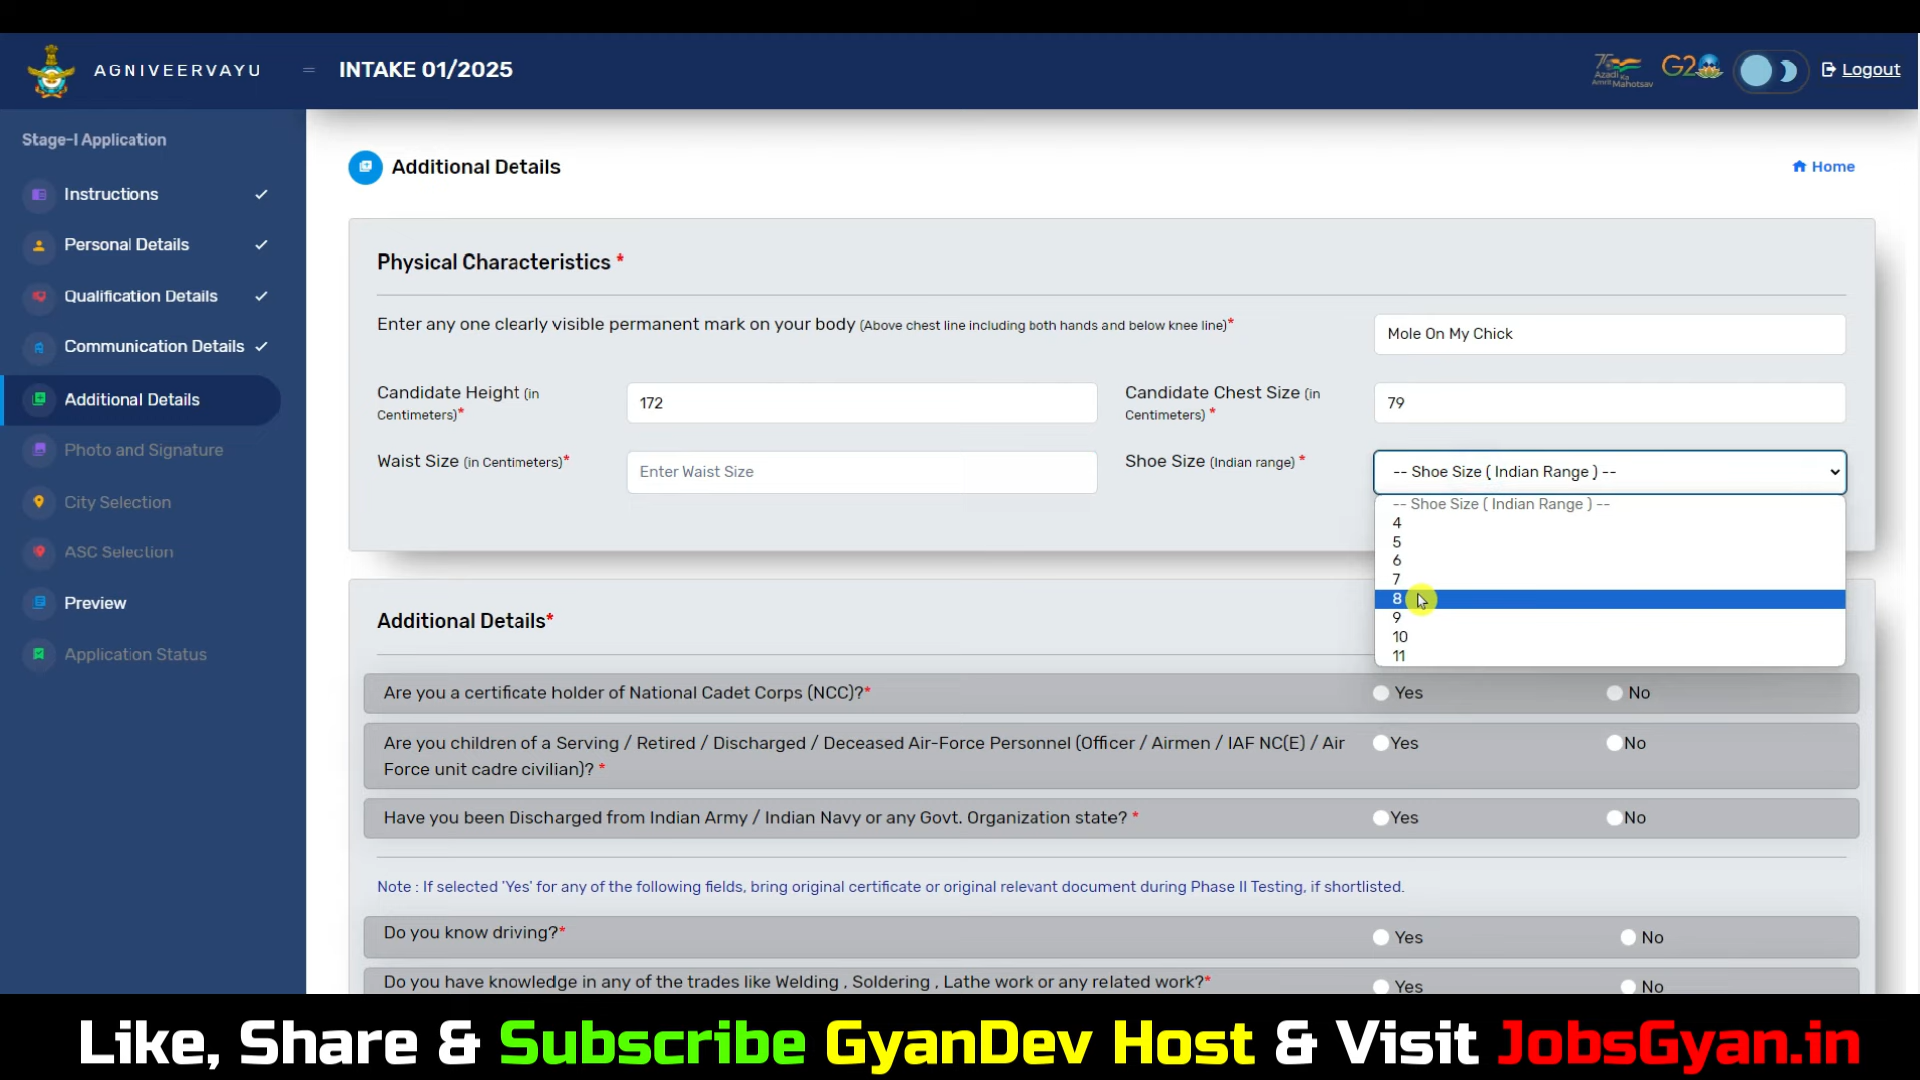 AGNIVEERVAYU
INTAKE 01/2025
75
Azadi Ka
Amrit Mahotsav
G20
Logout
Stage-I Application
Instructions
Personal Details
Qualification Details
Communication Details
Additional Details
Photo and Signature
City Selection
ASC Selection
Preview
Application Status
Additional Details
Home
Physical Characteristics *
Enter any one clearly visible permanent mark on your body (Above chest line including both hands and below knee line)*
Mole On My Chick
Candidate Height (in Centimeters)*
172
Candidate Chest Size (in Centimeters) *
79
Waist Size (in Centimeters)*
Enter Waist Size
Shoe Size (Indian range) *
-- Shoe Size ( Indian Range ) --
-- Shoe Size ( Indian Range ) --
4
5
6
7
8
9
10
11
Additional Details*
Are you a certificate holder of National Cadet Corps (NCC)?*
Yes
No
Are you children of a Serving / Retired / Discharged / Deceased Air-Force Personnel (Officer / Airmen / IAF NC(E) / Air
Force unit cadre civilian)? *
Yes
No
Have you been Discharged from Indian Army / Indian Navy or any Govt. Organization state? *
Yes
No
Note : If selected 'Yes' for any of the following fields, bring original certificate or original relevant document during Phase II Testing, if shortlisted.
Do you know driving?*
Yes
No
Do you have knowledge in any of the trades like Welding , Soldering , Lathe work or any related work?*
Yes
No
Like, Share & Subscribe GyanDev Host & Visit JobsGyan.in